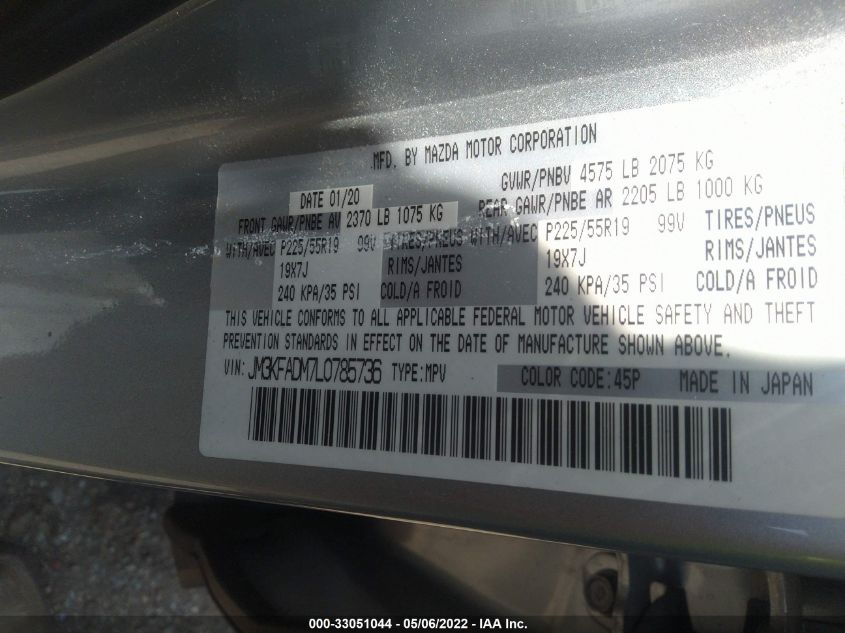 MFD. BY MAZDA MOTOR CORPORATION
DATE 01/20 GVWR/PNBV 4575 LB 2075 KG
FRONT GAWR/PNBE AV 2370 LB 1075 KG REAR GAWR/PNBE AR 2205 LB 1000 KG
WITH/AVEC P225/55R19 99V TIRES/PNEUS WITH/AVEC P225/55R19 99V TIRES/PNEUS
19X7J RIMS/JANTES 19X7J RIMS/JANTES
240 KPA/35 PSI COLD/A FROID 240 KPA/35 PSI COLD/A FROID
THIS VEHICLE CONFORMS TO ALL APPLICABLE FEDERAL MOTOR VEHICLE SAFETY AND THEFT
PREVENTION STANDARDS IN EFFECT ON THE DATE OF MANUFACTURE SHOWN ABOVE.
VIN: JM3KFADM7L0785736 TYPE:MPV COLOR CODE:45P MADE IN JAPAN
000-33051044 / 05/06/2022 - IAA Inc.